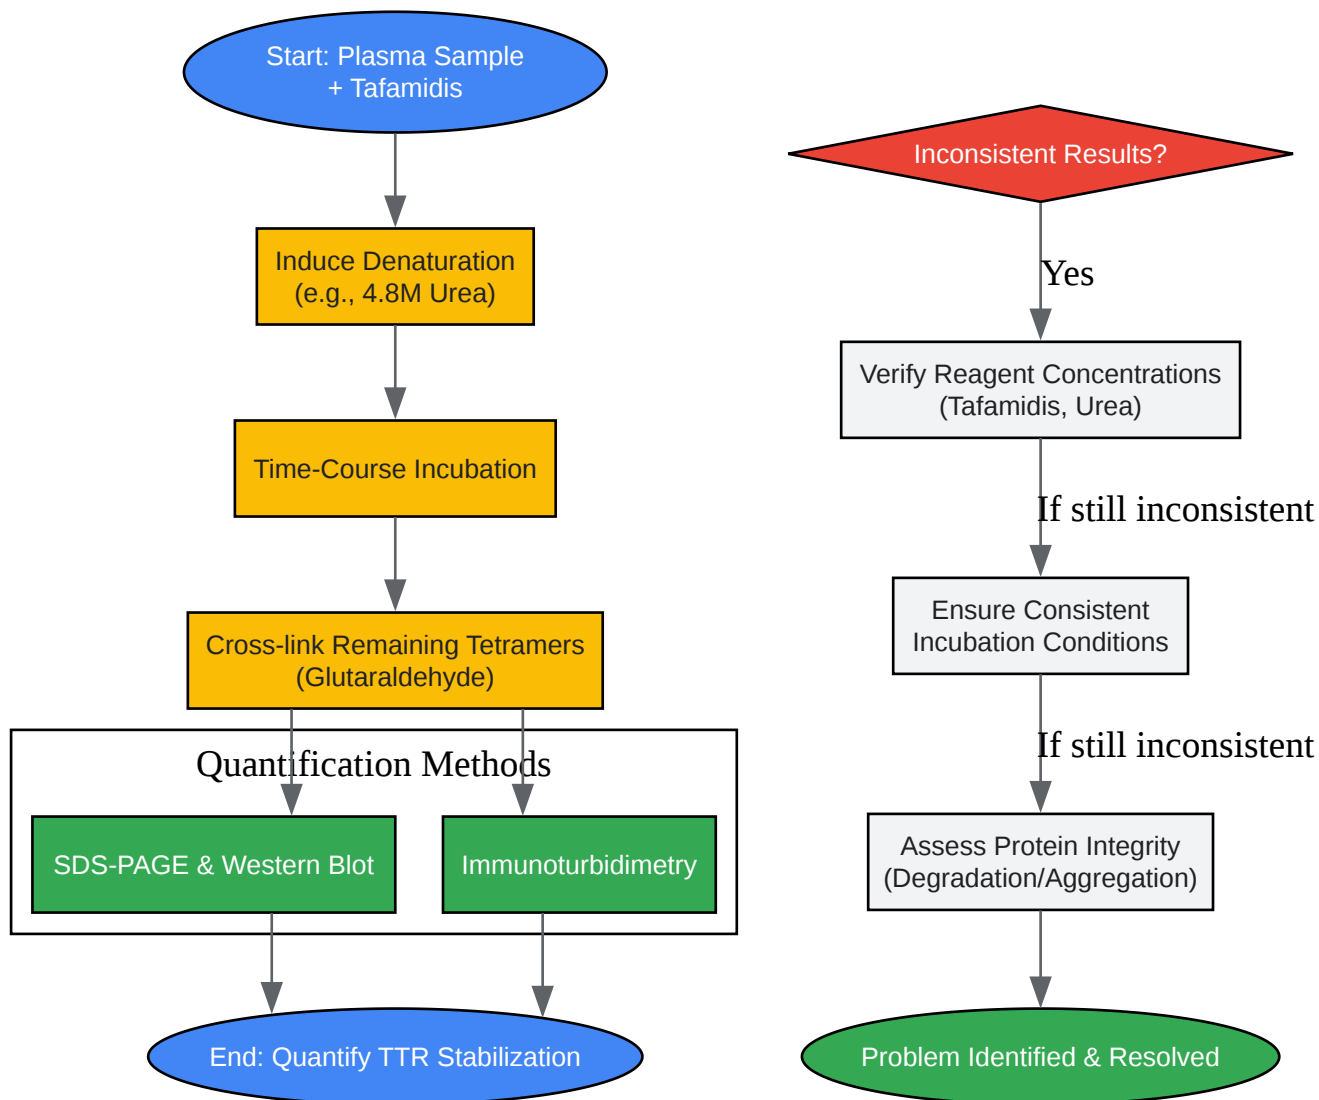 Start: Plasma Sample
+ Tafamidis
Induce Denaturation
(e.g., 4.8M Urea)
Time-Course Incubation
Cross-link Remaining Tetramers
(Glutaraldehyde)
Quantification Methods
SDS-PAGE & Western Blot
Immunoturbidimetry
End: Quantify TTR Stabilization
Inconsistent Results?
Yes
Verify Reagent Concentrations
(Tafamidis, Urea)
If still inconsistent
Ensure Consistent
Incubation Conditions
If still inconsistent
Assess Protein Integrity
(Degradation/Aggregation)
Problem Identified & Resolved